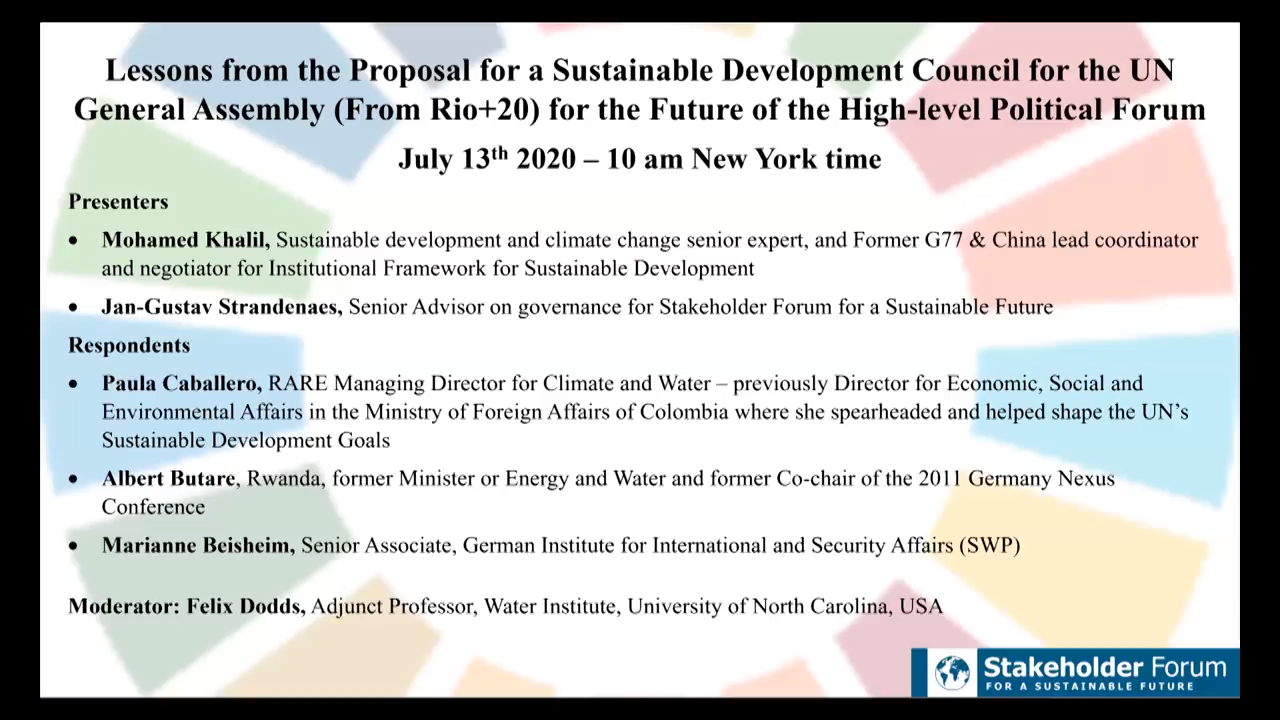 Lessons from the Proposal for a Sustainable Development Council for the UN
General Assembly (From Rio+20) for the Future of the High-level Political Forum
July 13th 2020 – 10 am New York time
Presenters
• Mohamed Khalil, Sustainable development and climate change senior expert, and Former G77 & China lead coordinator
and negotiator for Institutional Framework for Sustainable Development
• Jan-Gustav Strandenaes, Senior Advisor on governance for Stakeholder Forum for a Sustainable Future
Respondents
• Paula Caballero, RARE Managing Director for Climate and Water – previously Director for Economic, Social and
Environmental Affairs in the Ministry of Foreign Affairs of Colombia where she spearheaded and helped shape the UN's
Sustainable Development Goals
• Albert Butare, Rwanda, former Minister or Energy and Water and former Co-chair of the 2011 Germany Nexus
Conference
• Marianne Beisheim, Senior Associate, German Institute for International and Security Affairs (SWP)
Moderator: Felix Dodds, Adjunct Professor, Water Institute, University of North Carolina, USA
Stakeholder Forum
FOR A SUSTAINABLE FUTURE